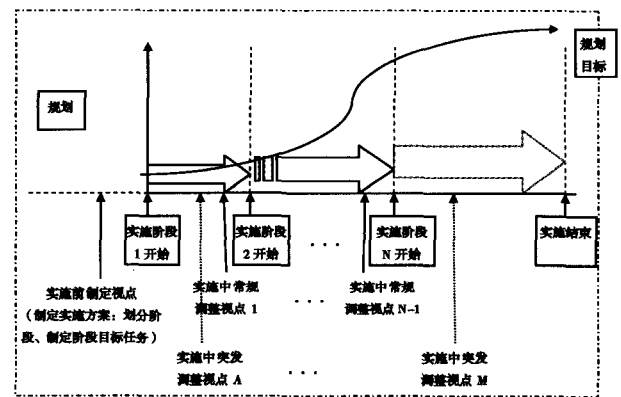 规划
目标
规划
实施阶段
1 开始
实施阶段
2 开始
. . .
实施阶段
N 开始
实施结束
实施前制定视点
（制定实施方案：划分阶
段、制定阶段目标任务）
实施中常规
调整视点 1
. . .
实施中常规
调整视点 N-1
实施中突发
调整视点 A
. . .
实施中突发
调整视点 M